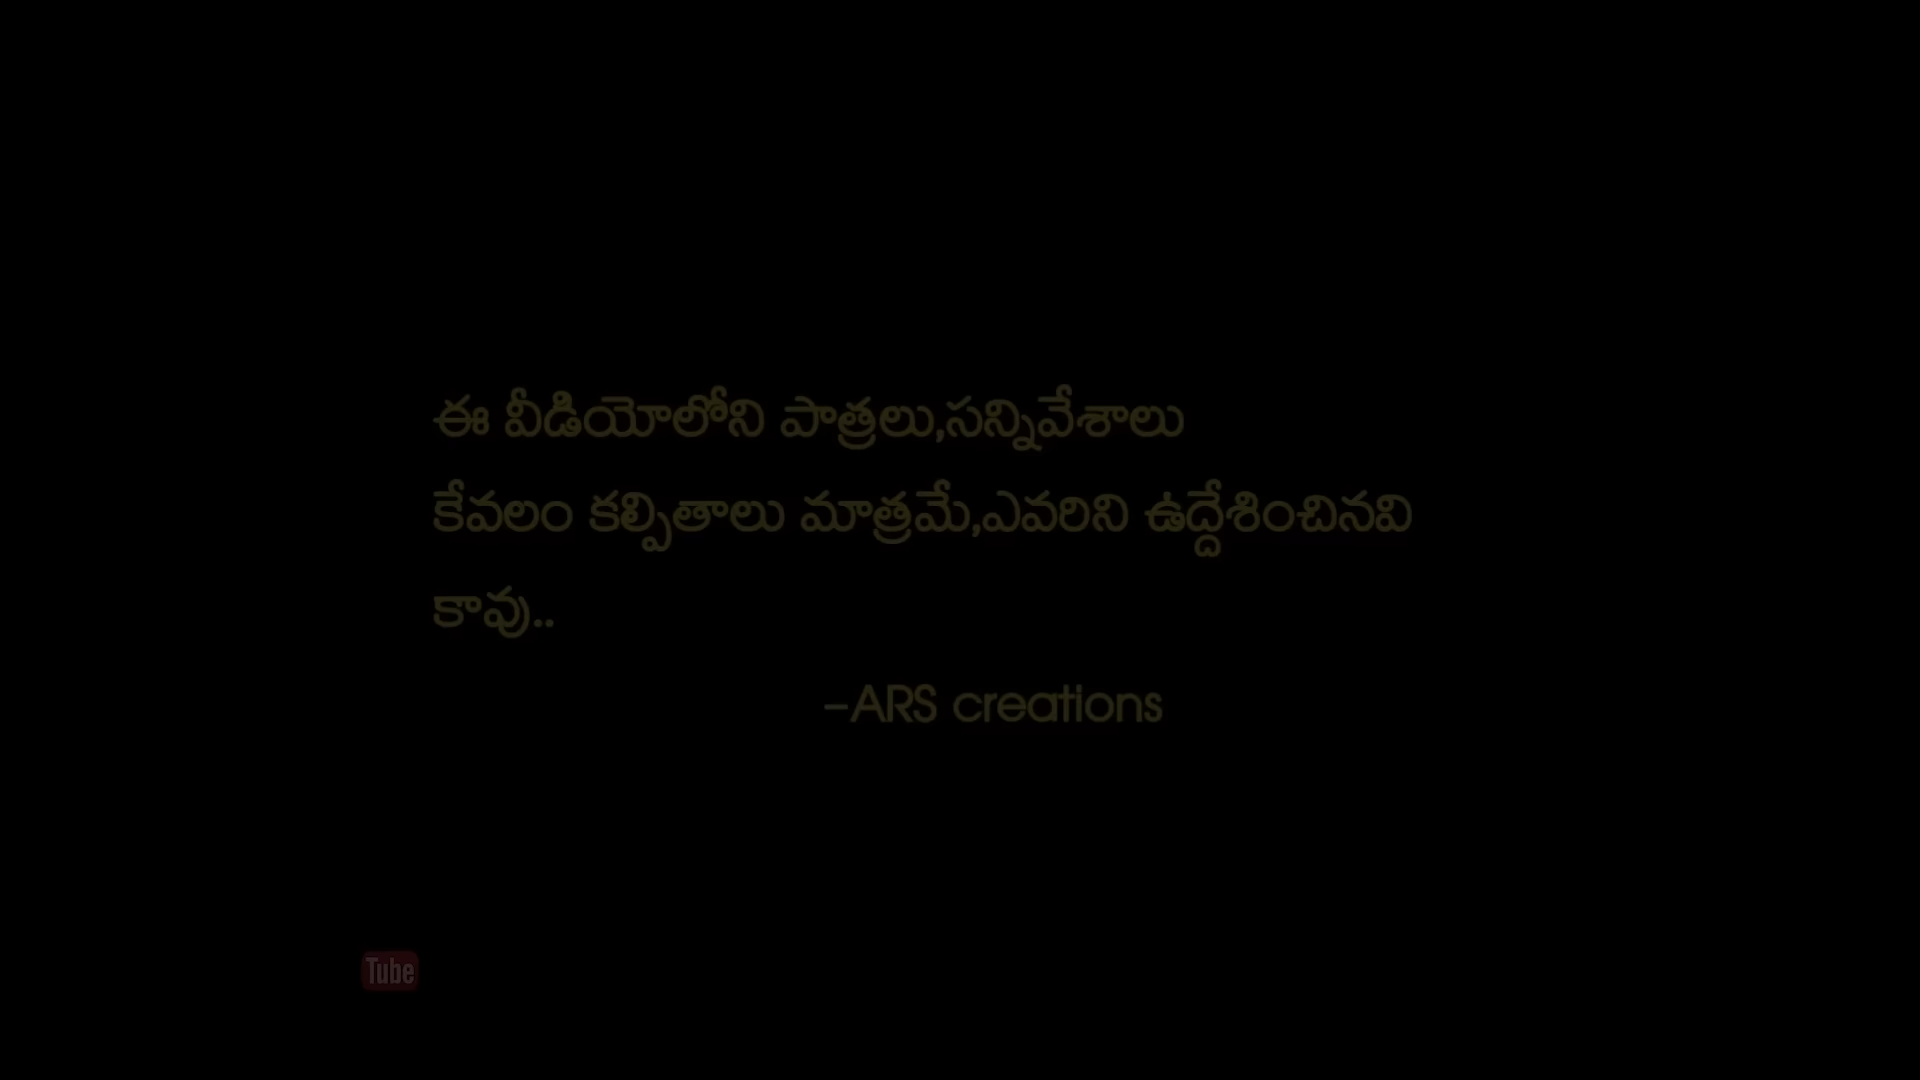 ఈ వీడియోలోని పాత్రలు,సన్నివేశాలు
కేవలం కల్పితాలు మాత్రమే,ఎవరిని ఉద్దేశించినవి
కావు..
–ARS creations
Tube